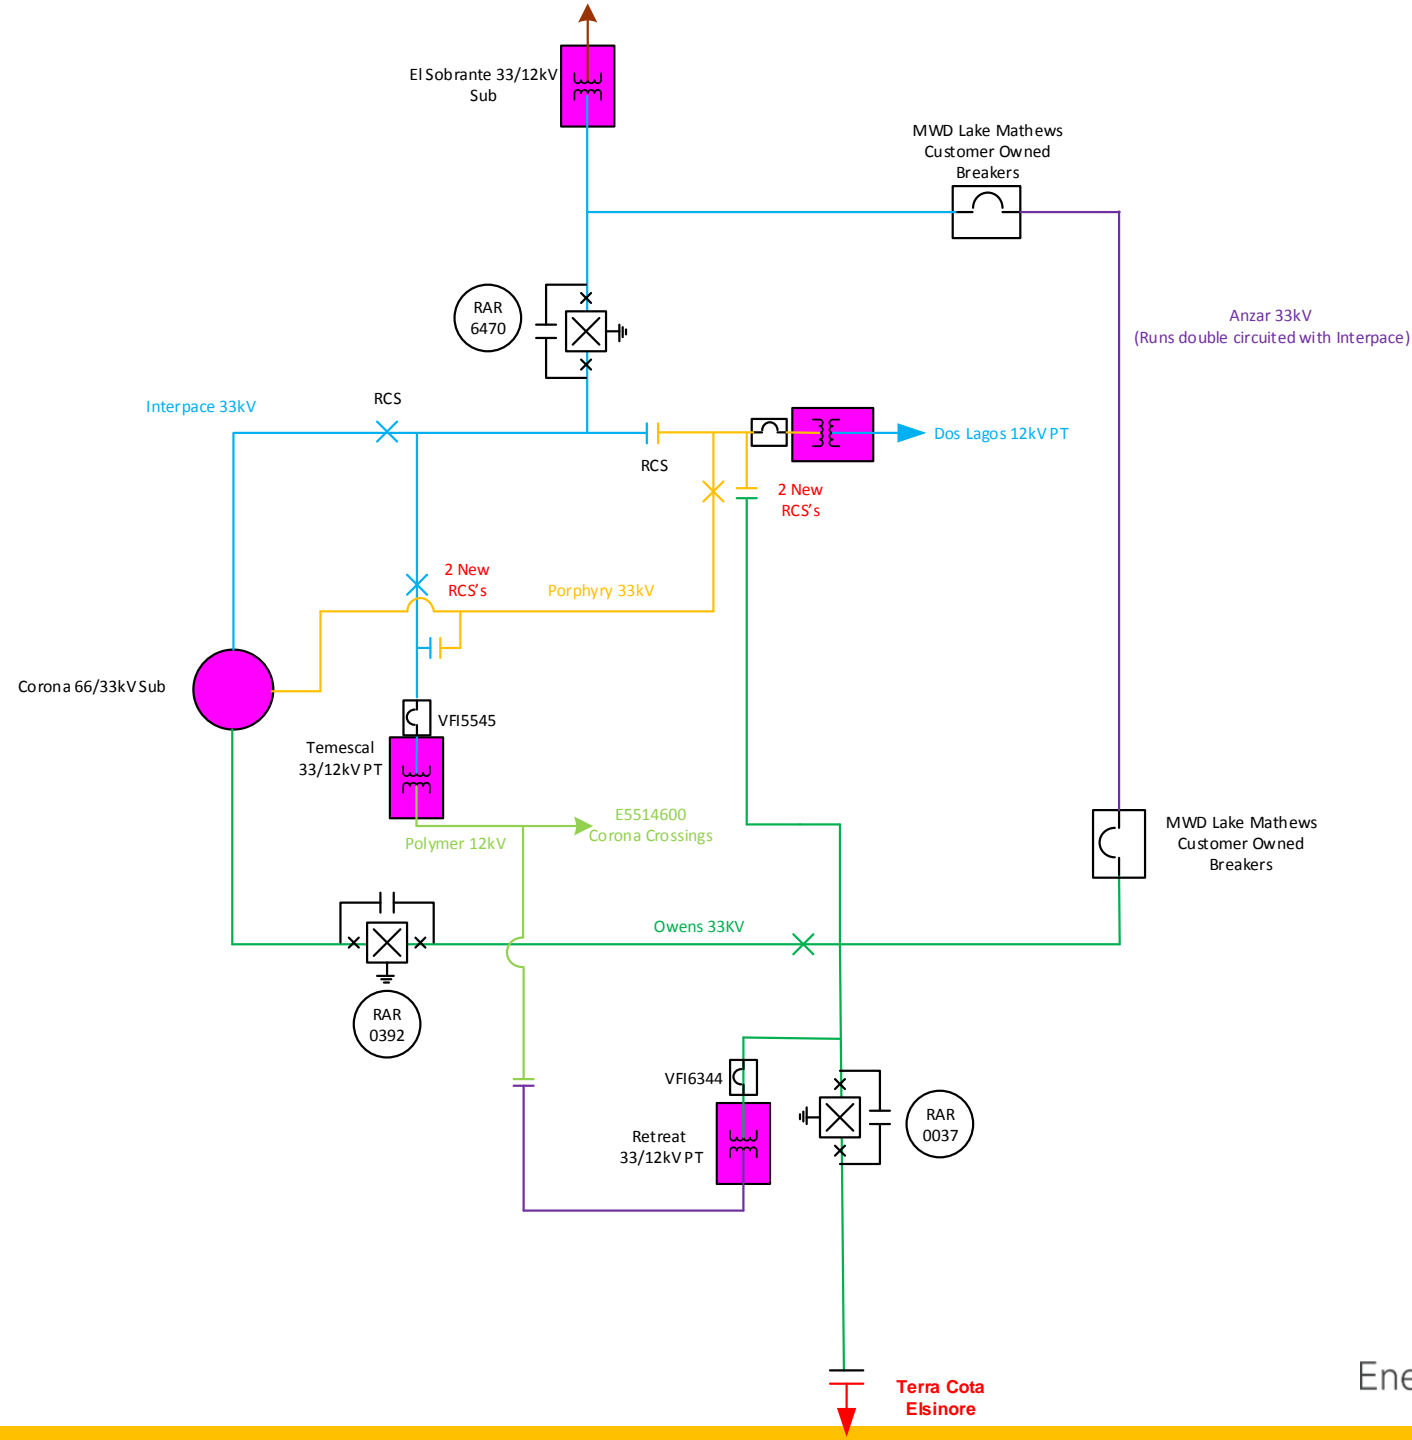 El Sobrante 33/12kV
Sub
MWD Lake Mathews
Customer Owned
Breakers
RAR
6470
Anzar 33kV
(Runs double circuited with Interpace)
Interpace 33kV
RCS
RCS
Dos Lagos 12kV PT
2 New
RCS's
2 New
RCS's
Porphyry 33kV
Corona 66/33kV Sub
VFI5545
Temescal
33/12kV PT
E5514600
Corona Crossings
Polymer 12kV
MWD Lake Mathews
Customer Owned
Breakers
Owens 33KV
RAR
0392
VFI6344
RAR
0037
Retreat
33/12kV PT
Terra Cota
Elsinore
Ene